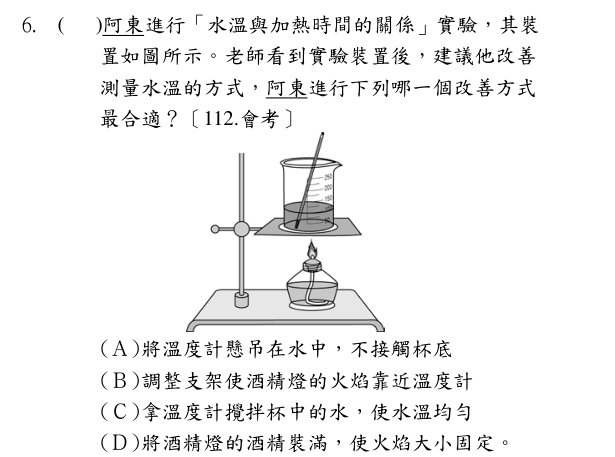 6. (　　)阿東進行「水溫與加熱時間的關係」實驗，其裝
置如圖所示。老師看到實驗裝置後，建議他改善
測量水溫的方式，阿東進行下列哪一個改善方式
最合適？〔112.會考〕
250
200
150
(A)將溫度計懸吊在水中，不接觸杯底
(B)調整支架使酒精燈的火焰靠近溫度計
(C)拿溫度計攪拌杯中的水，使水溫均勻
(D)將酒精燈的酒精裝滿，使火焰大小固定。